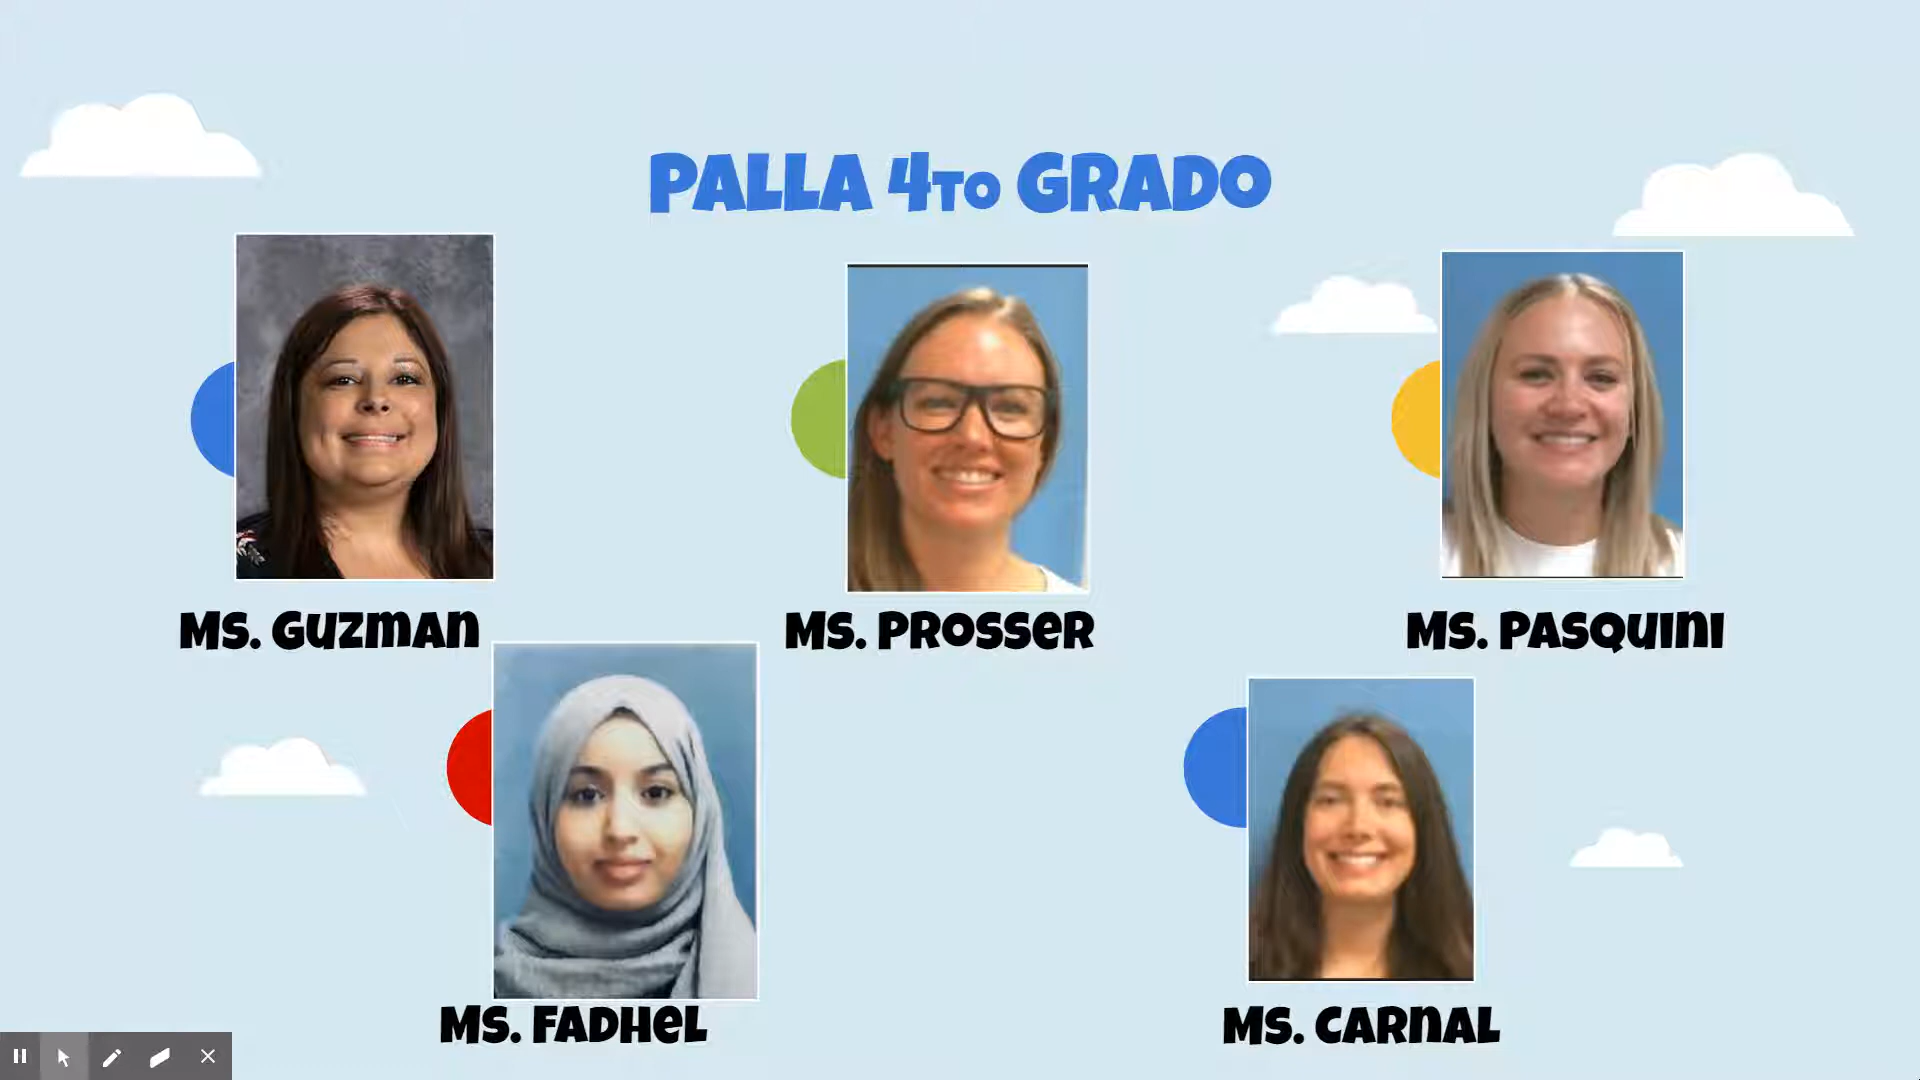 PALLA 4TO GRADO
MS. GUZMAN
MS. PROSSER
MS. PASQUINI
MS. FADHEL
MS. CARNAL